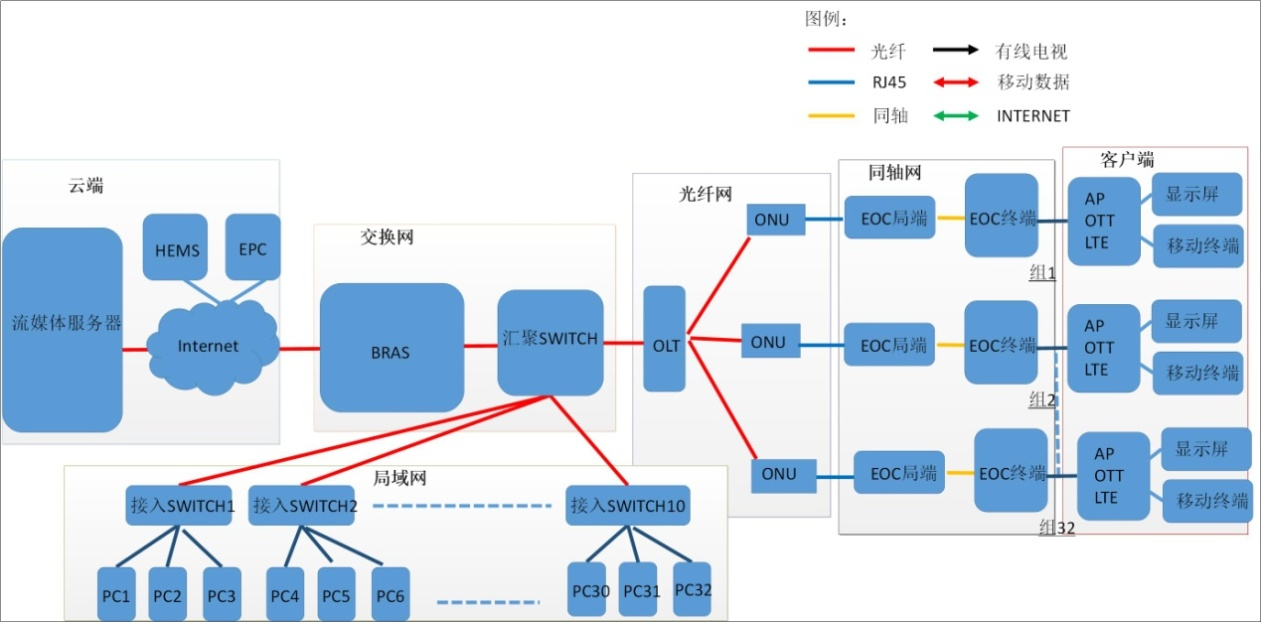 图例：
光纤
有线电视
RJ45
移动数据
同轴
INTERNET
云端
HEMS
EPC
流媒体服务器
Internet
交换网
BRAS
汇聚SWITCH
光纤网
OLT
ONU
ONU
ONU
同轴网
EOC局端
EOC终端
组1
EOC局端
EOC终端
组2
EOC局端
EOC终端
组32
客户端
AP
OTT
LTE
显示屏
移动终端
AP
OTT
LTE
显示屏
移动终端
AP
OTT
LTE
显示屏
移动终端
局域网
接入SWITCH1
接入SWITCH2
接入SWITCH10
PC1
PC2
PC3
PC4
PC5
PC6
PC30
PC31
PC32